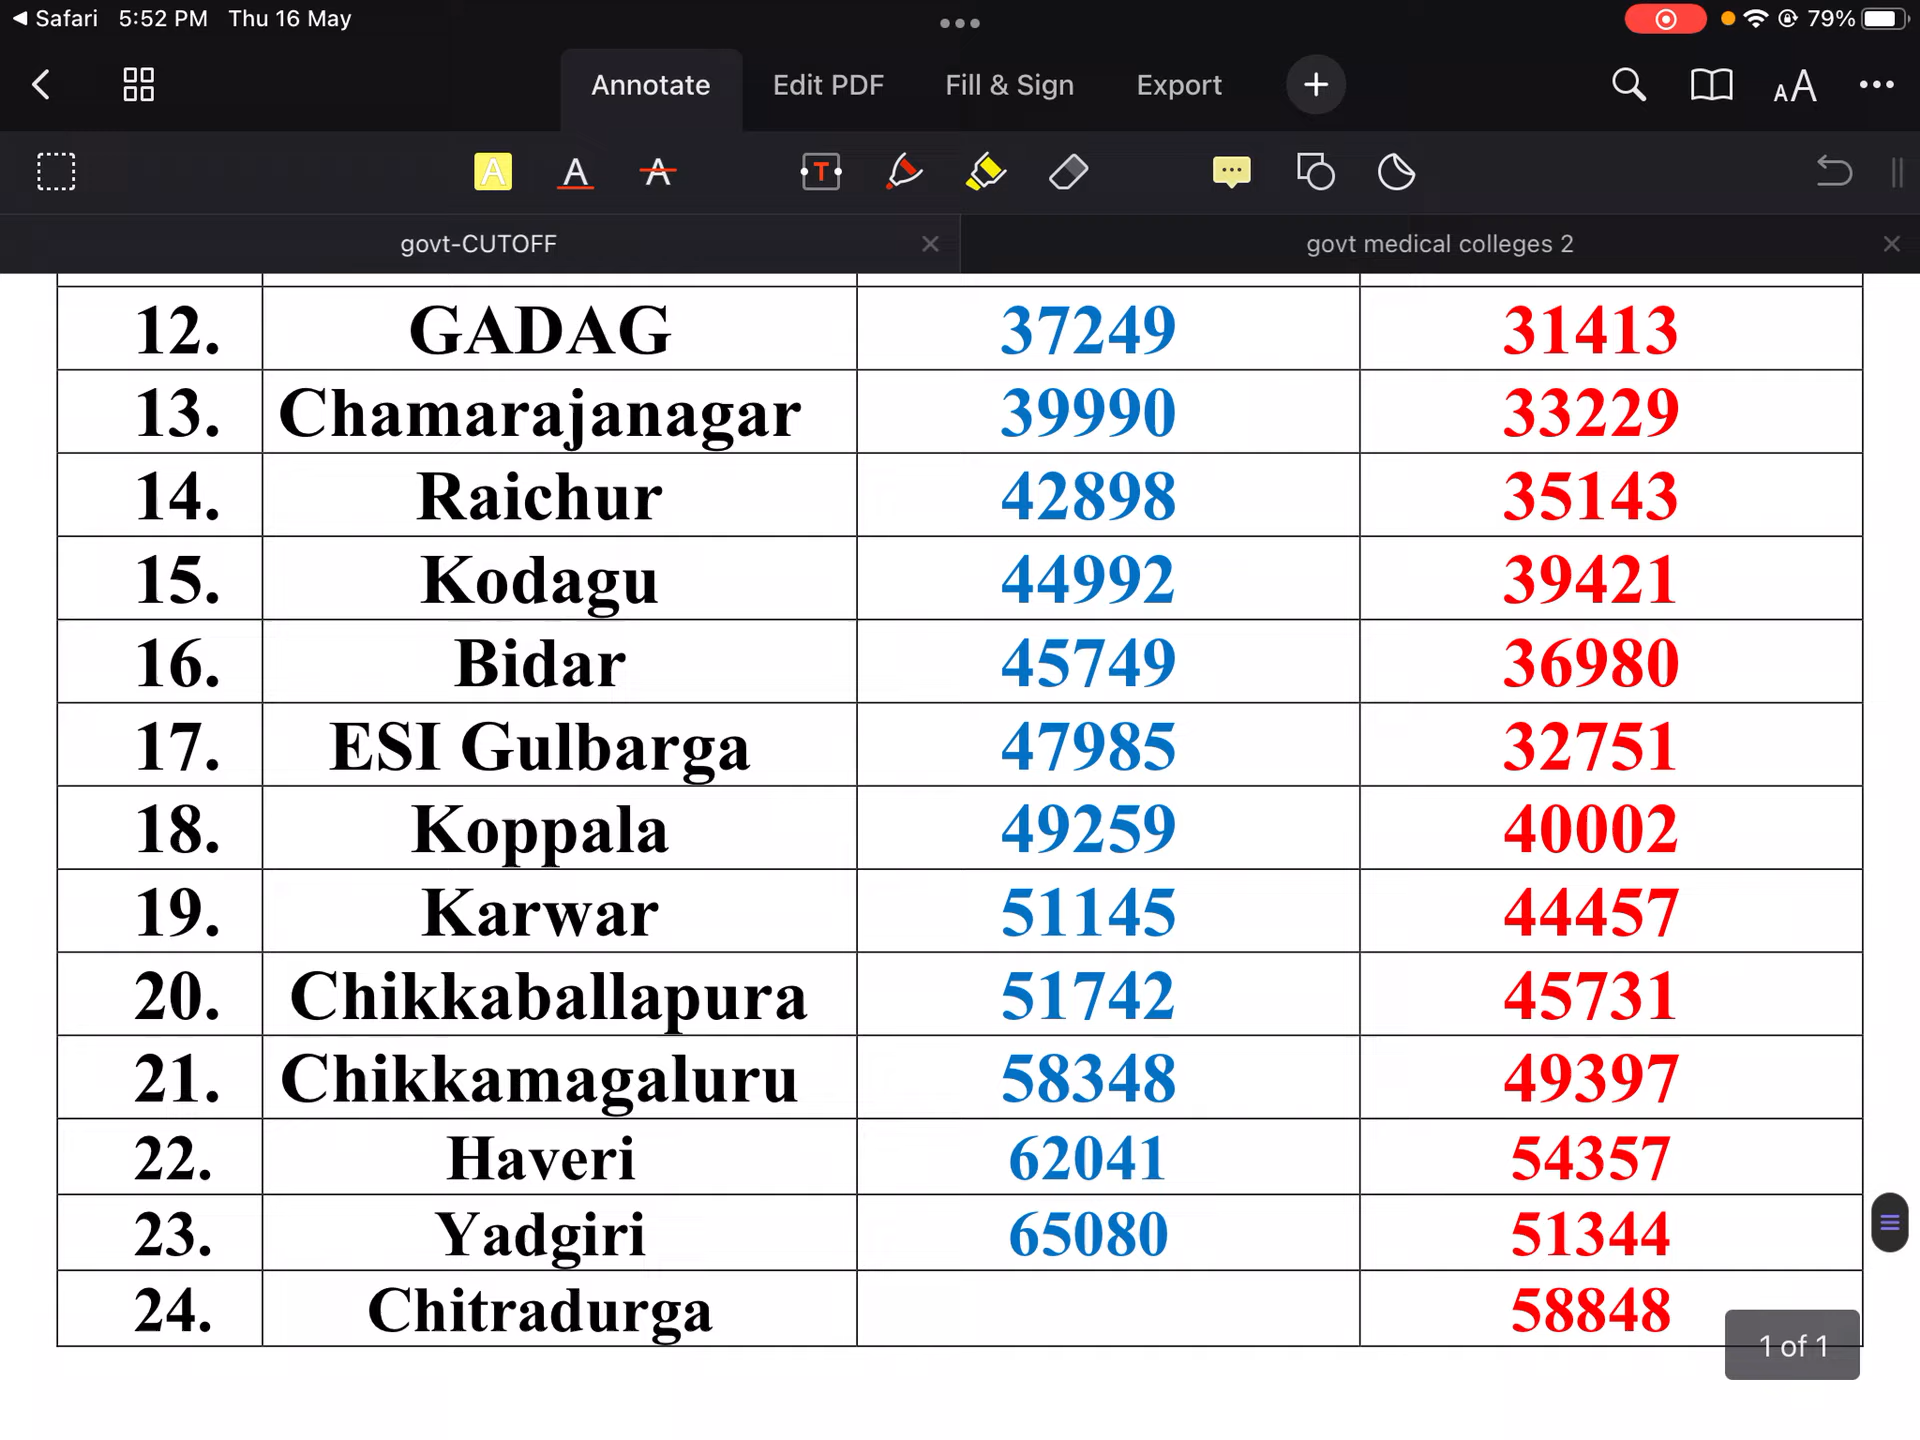 Safari 5:52 PM Thu 16 May 79%
Annotate Edit PDF Fill & Sign Export
govt-CUTOFF govt medical colleges 2
12. GADAG 37249 31413
13. Chamarajanagar 39990 33229
14. Raichur 42898 35143
15. Kodagu 44992 39421
16. Bidar 45749 36980
17. ESI Gulbarga 47985 32751
18. Koppala 49259 40002
19. Karwar 51145 44457
20. Chikkaballapura 51742 45731
21. Chikkamagaluru 58348 49397
22. Haveri 62041 54357
23. Yadgiri 65080 51344
24. Chitradurga 58848
1 of 1